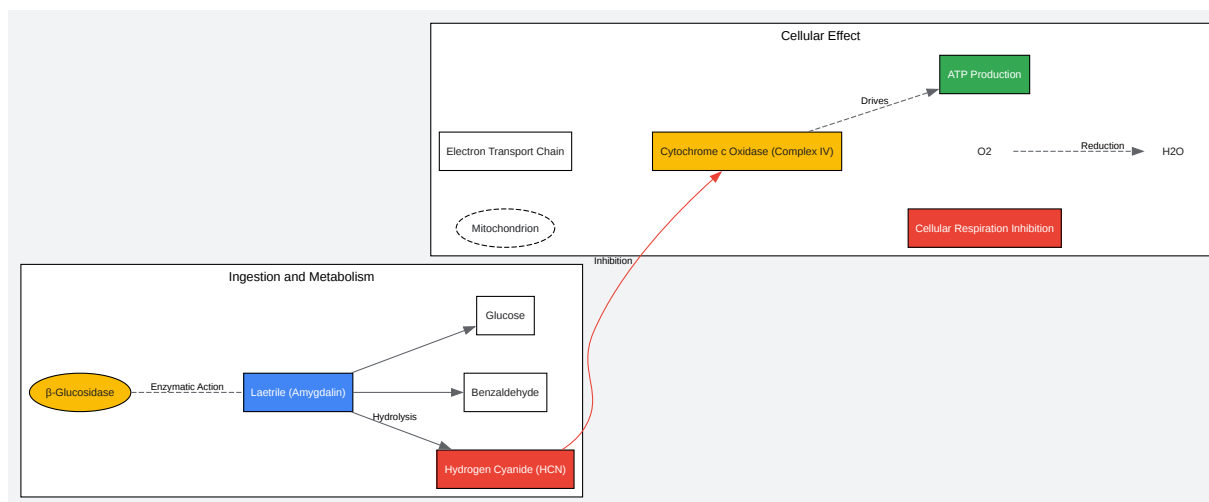 Cellular Effect
ATP Production
Drives
Electron Transport Chain
Cytochrome c Oxidase (Complex IV)
O2
Reduction
H2O
Mitochondrion
Cellular Respiration Inhibition
Inhibition
Ingestion and Metabolism
Glucose
β-Glucosidase
Enzymatic Action
Laetrile (Amygdalin)
Benzaldehyde
Hydrolysis
Hydrogen Cyanide (HCN)